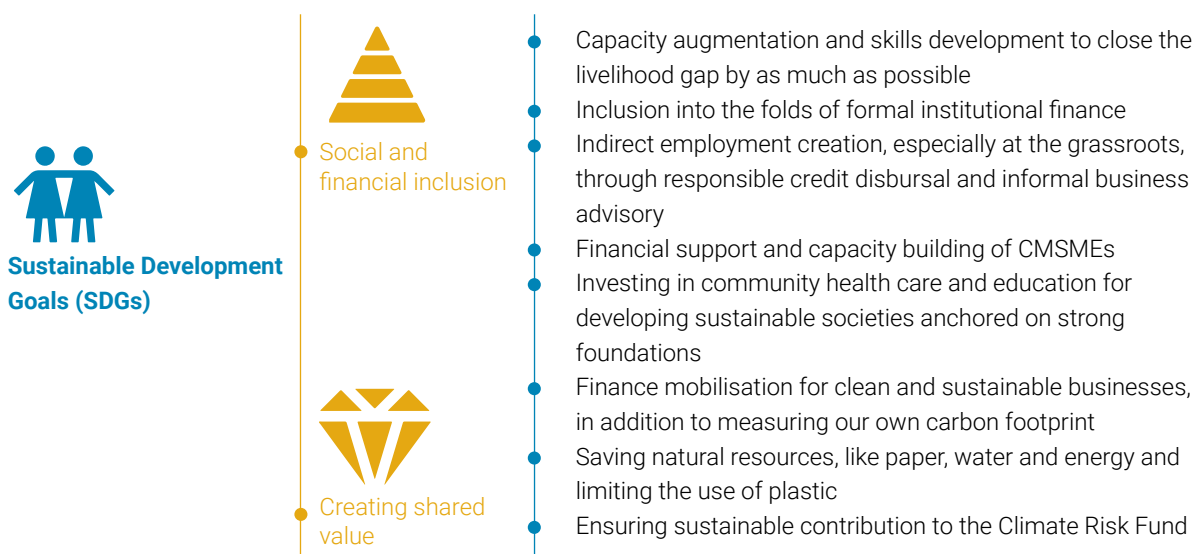 Sustainable Development
Goals (SDGs)
Social and
financial inclusion
Creating shared
value
Capacity augmentation and skills development to close the
livelihood gap by as much as possible
Inclusion into the folds of formal institutional finance
Indirect employment creation, especially at the grassroots,
through responsible credit disbursal and informal business
advisory
Financial support and capacity building of CMSMEs
Investing in community health care and education for
developing sustainable societies anchored on strong
foundations
Finance mobilisation for clean and sustainable businesses,
in addition to measuring our own carbon footprint
Saving natural resources, like paper, water and energy and
limiting the use of plastic
Ensuring sustainable contribution to the Climate Risk Fund